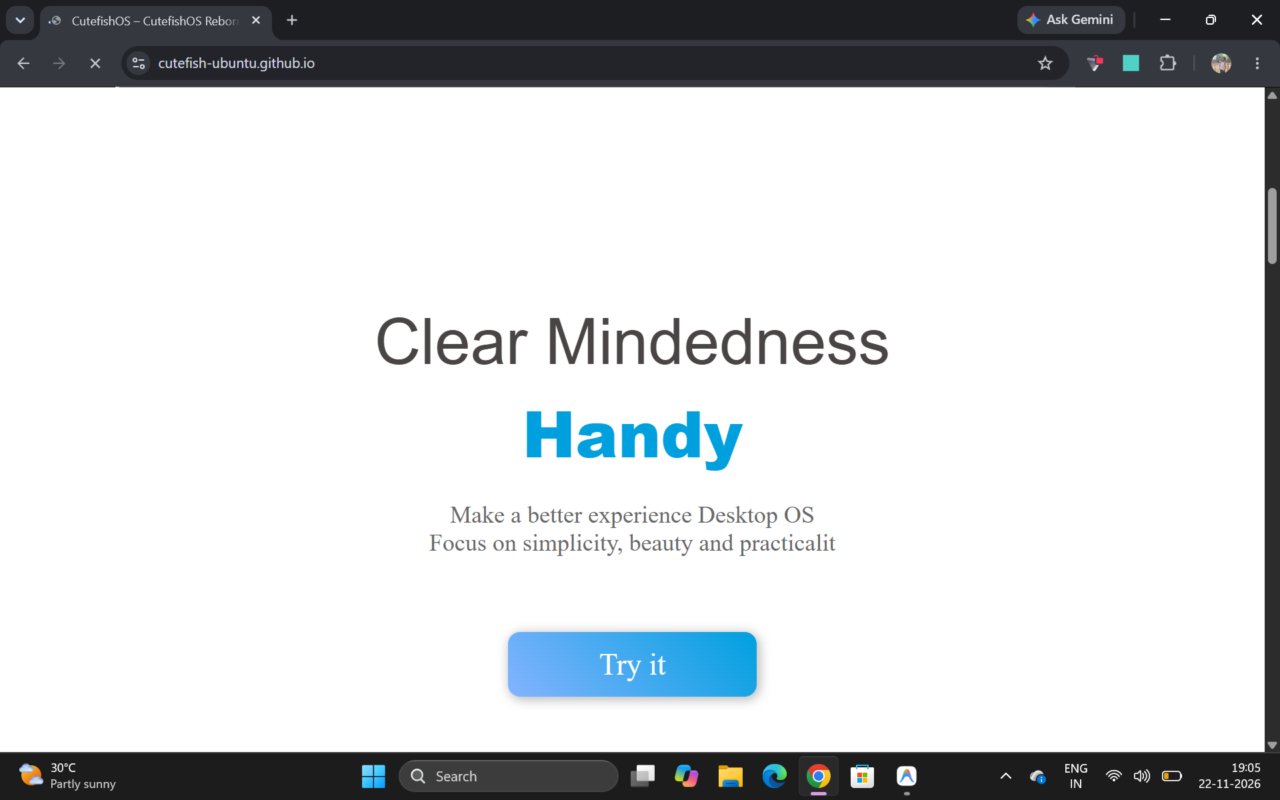 CutefishOS – CutefishOS Rebor
Ask Gemini
cutefish-ubuntu.github.io
Clear Mindedness
Handy
Make a better experience Desktop OS
Focus on simplicity, beauty and practicalit
Try it
30°C
Partly sunny
Search
ENG
IN
19:05
22-11-2026